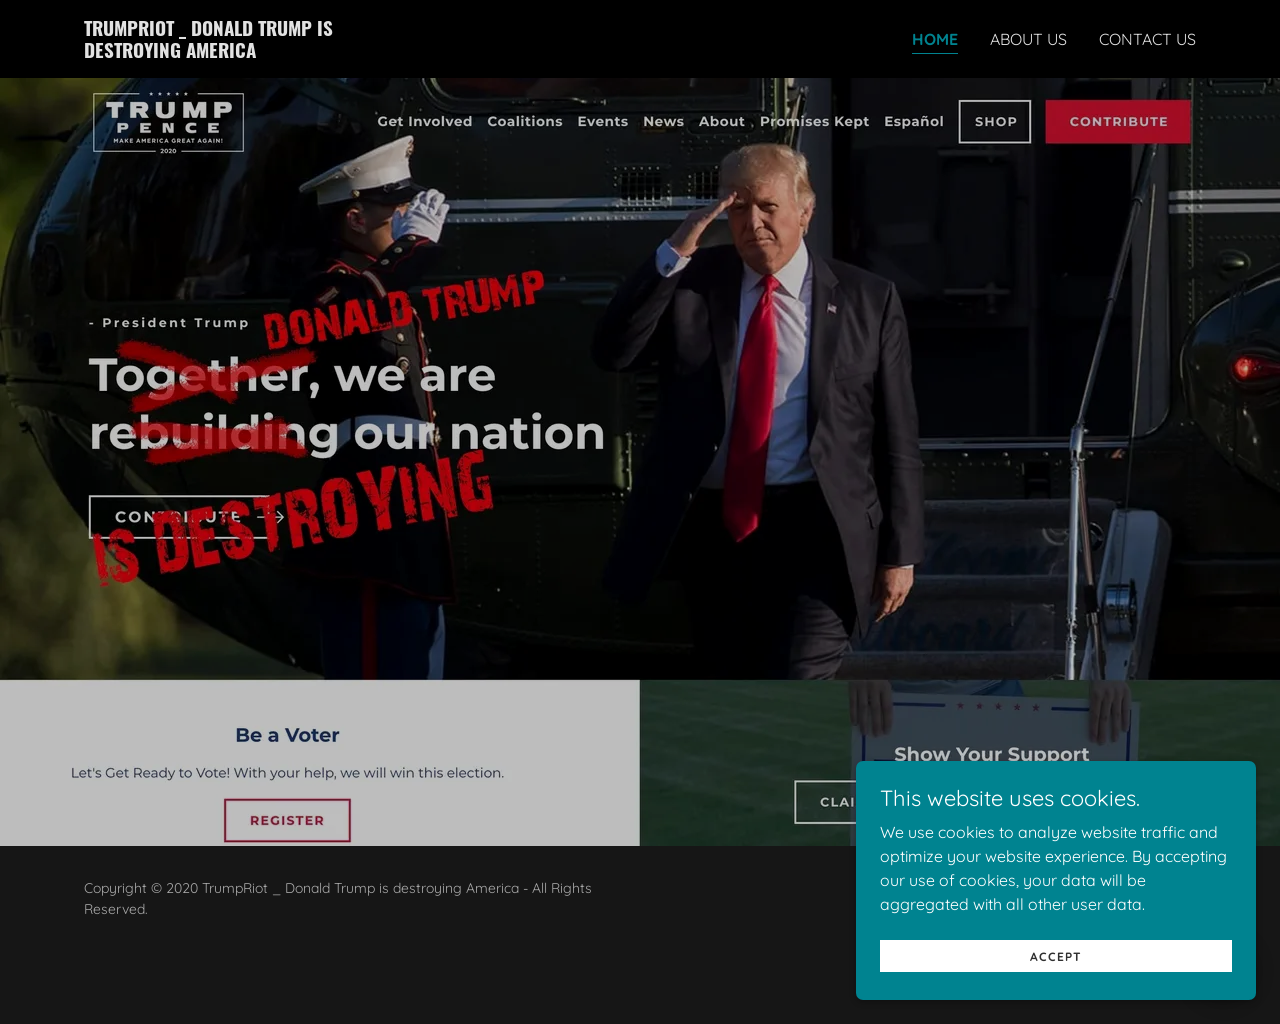 TRUMPRIOT _ DONALD TRUMP IS
DESTROYING AMERICA
HOME ABOUT US CONTACT US
★ ★ ★ ★ ★
TRUMP
PENCE
MAKE AMERICA GREAT AGAIN!
2020
Get Involved Coalitions Events News About Promises Kept Español SHOP CONTRIBUTE
- President Trump
DONALD TRUMP
Together, we are
rebuilding our nation
CONTRIBUTE →
IS DESTROYING
Be a Voter
Let's Get Ready to Vote! With your help, we will win this election.
REGISTER
Show Your Support
This website uses cookies.
We use cookies to analyze website traffic and
optimize your website experience. By accepting
our use of cookies, your data will be
aggregated with all other user data.
ACCEPT
Copyright © 2020 TrumpRiot _ Donald Trump is destroying America - All Rights
Reserved.